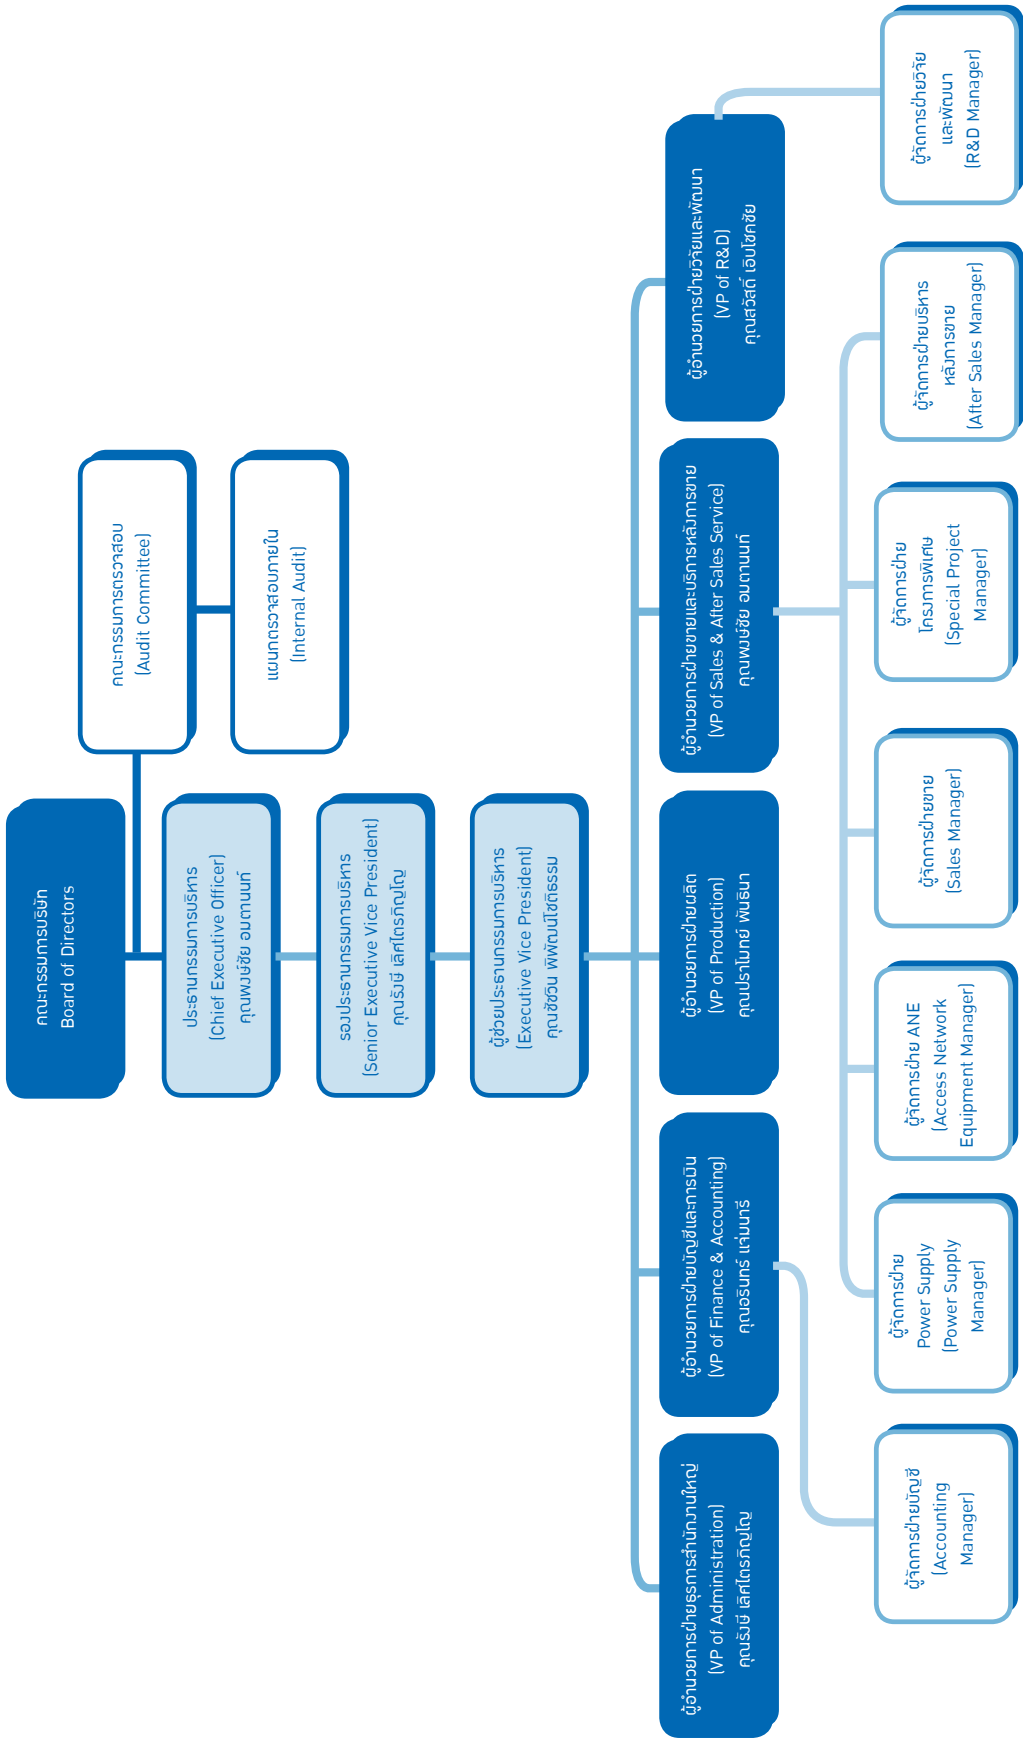 คณะกรรมการบริษัท
Board of Directors
คณะกรรมการตรวจสอบ
(Audit Committee)
แผนกตรวจสอบภายใน
(Internal Audit)
ประธานกรรมการบริหาร
(Chief Executive Officer)
คุณพงษ์ชัย อมตานนท์
รองประธานกรรมการบริหาร
(Senior Executive Vice President)
คุณรังษี เลิศไตรภิญโญ
ผู้ช่วยประธานกรรมการบริหาร
(Executive Vice President)
คุณชัชวิน พิพัฒน์โชติธรรม
ผู้อำนวยการฝ่ายธุรการสำนักงานใหญ่
(VP of Administration)
คุณรังษี เลิศไตรภิญโญ
ผู้อำนวยการฝ่ายบัญชีและการเงิน
(VP of Finance & Accounting)
คุณอรินทร์ แจ่มนารี
ผู้อำนวยการฝ่ายผลิต
(VP of Production)
คุณปราโมทย์ พันธินา
ผู้อำนวยการฝ่ายขายและบริการหลังการขาย
(VP of Sales & After Sales Service)
คุณพงษ์ชัย อมตานนท์
ผู้อำนวยการฝ่ายวิจัยและพัฒนา
(VP of R&D)
คุณสวัสดิ์ เอิบโชคชัย
ผู้จัดการฝ่ายบัญชี
(Accounting
Manager)
ผู้จัดการฝ่าย
Power Supply
(Power Supply
Manager)
ผู้จัดการฝ่าย ANE
(Access Network
Equipment Manager)
ผู้จัดการฝ่ายขาย
(Sales Manager)
ผู้จัดการฝ่าย
โครงการพิเศษ
(Special Project
Manager)
ผู้จัดการฝ่ายบริหาร
หลังการขาย
(After Sales Manager)
ผู้จัดการฝ่ายวิจัย
และพัฒนา
(R&D Manager)